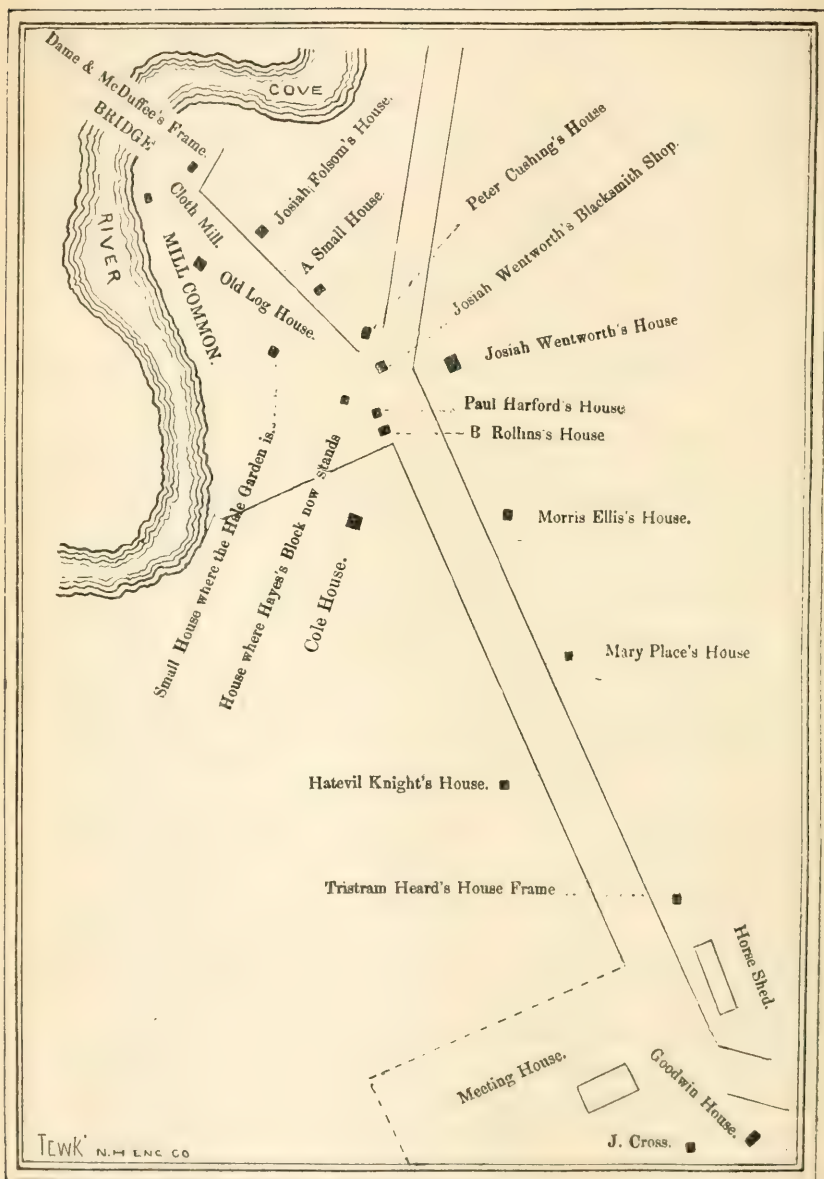 Dame & McDuffee's Frame.
COVE
BRIDGE
RIVER
Cloth Mill.
MILL COMMON.
Josiah Folsom's House.
A Small House.
Old Log House.
Peter Cushing's House
Josiah Wentworth's Blacksmith Shop.
Josiah Wentworth's House
Paul Harford's House
B Rollins's House
Small House where the Hale Garden is.
House where Hayes's Block now stands
Cole House.
Morris Ellis's House.
Mary Place's House
Hatevil Knight's House.
Tristram Heard's House Frame
Horse Shed.
Meeting House.
Goodwin House.
J. Cross.
TEWK' N.H ENG CO